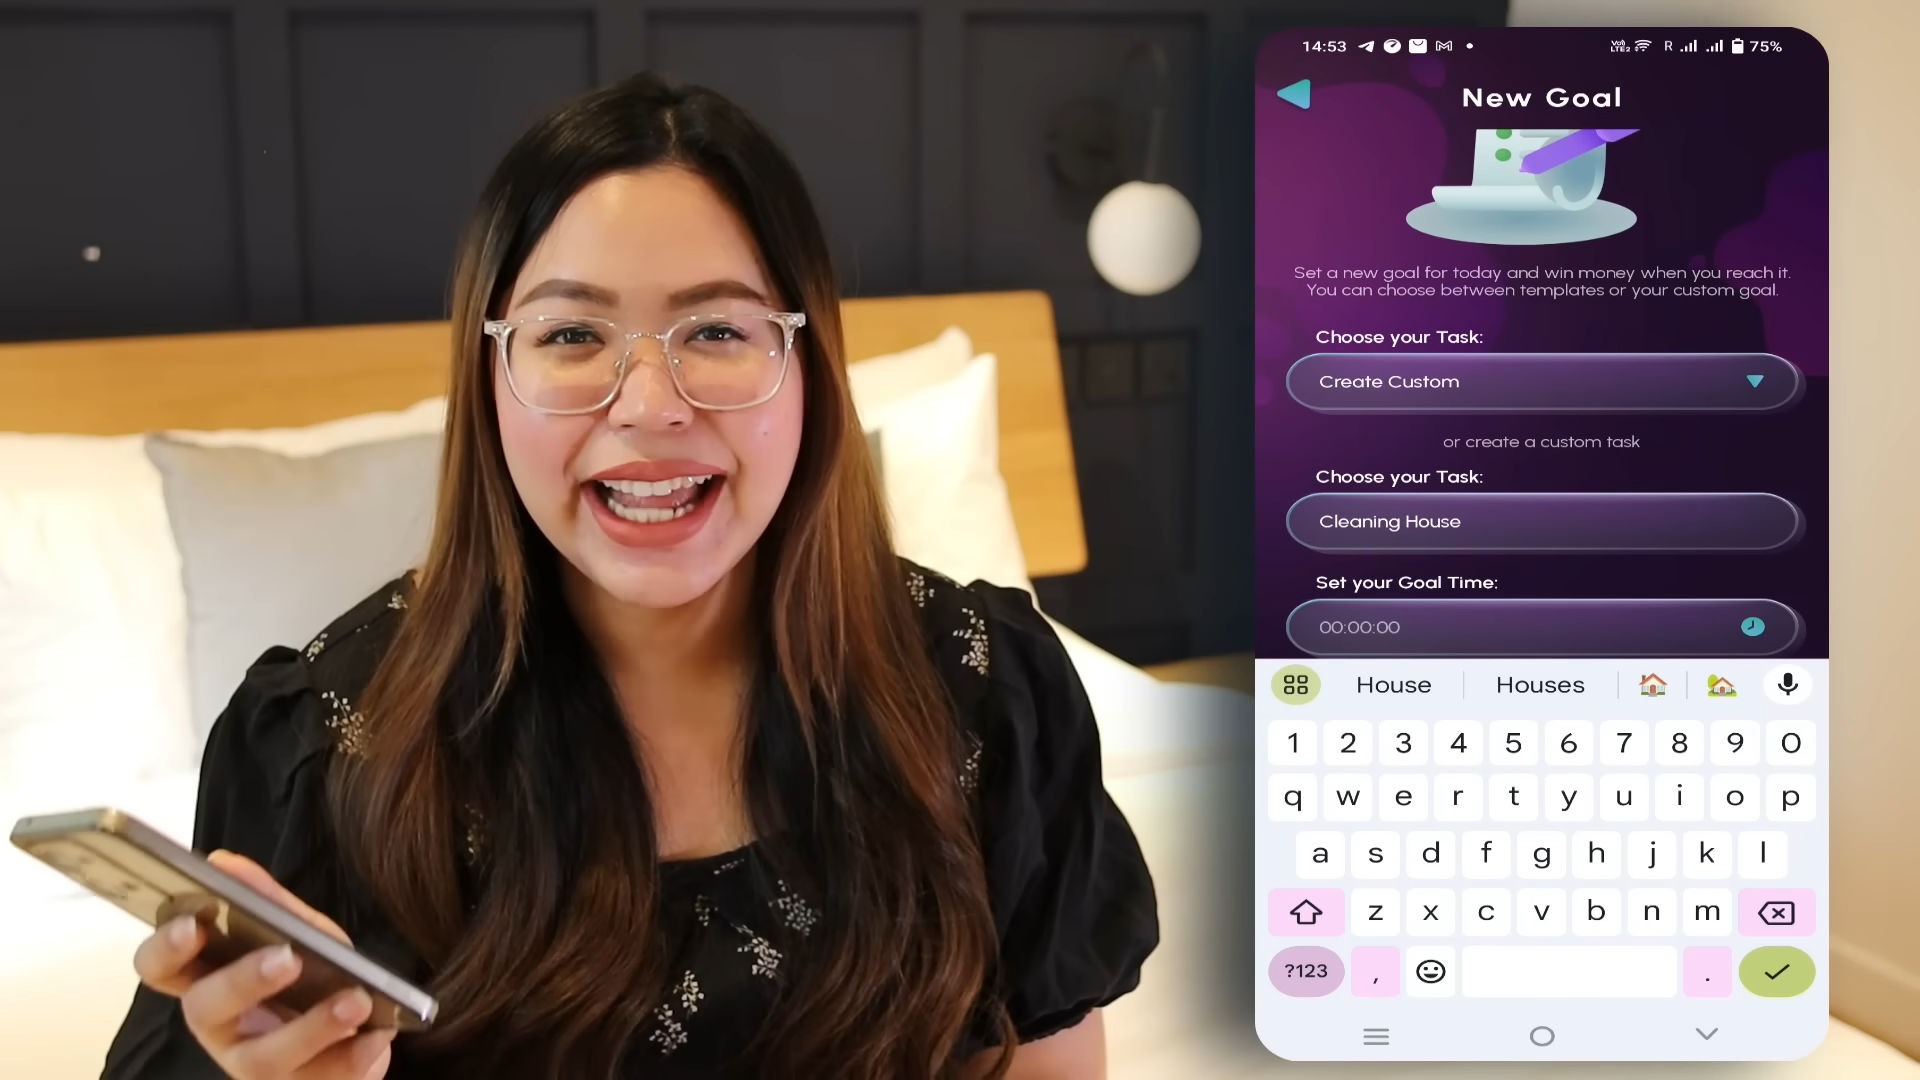 14:53 VoI) LTE2 R 75%
New Goal
Set a new goal for today and win money when you reach it.
You can choose between templates or your custom goal.
Choose your Task:
Create Custom
or create a custom task
Choose your Task:
Cleaning House
Set your Goal Time:
00:00:00
House Houses
1 2 3 4 5 6 7 8 9 0
q w e r t y u i o p
a s d f g h j k l
z x c v b n m
?123 , .